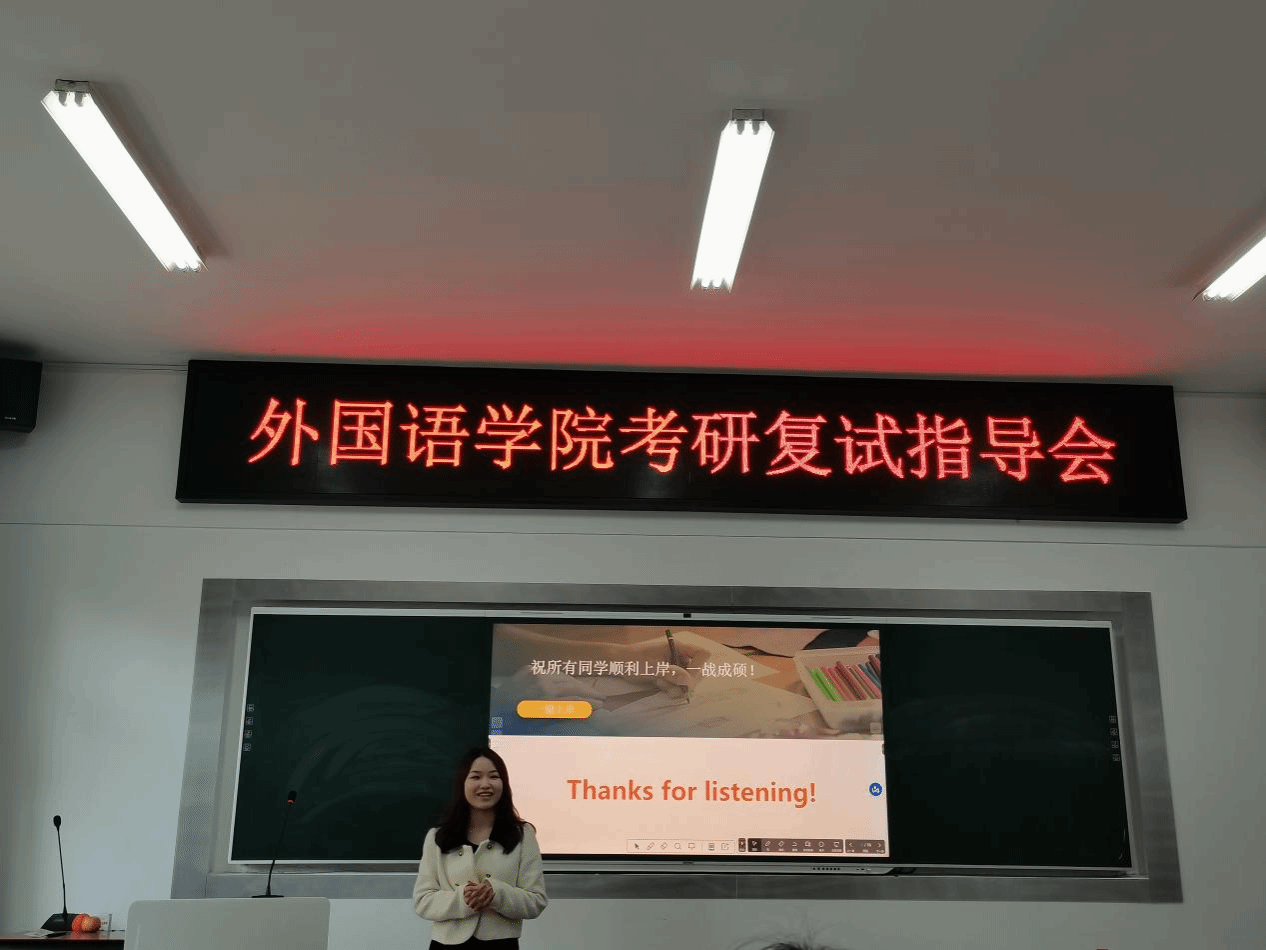 外国语学院考研复试指导会
祝所有同学顺利上岸，一战成硕！
Thanks for listening!